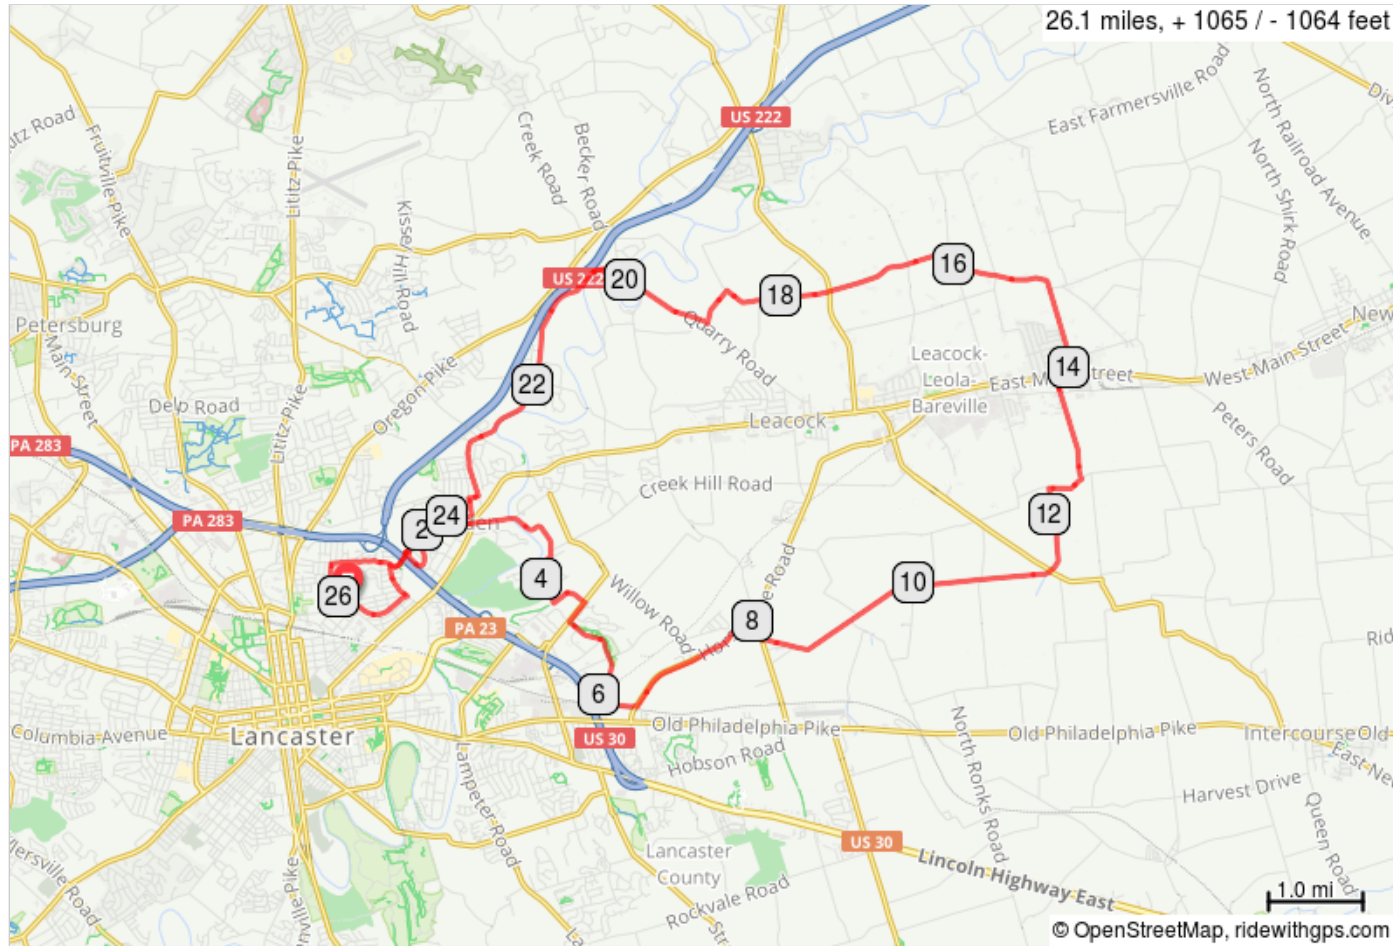 26.1 miles, + 1065 / - 1064 feet
US 222
East Farmersville Road
North Railroad Avenue
North Shirk Road
utz Road
Fruitville Pike
Lititz Pike
Creek Road
Becker Road
Kissel Hill Road
US 222
20
18
16
Petersburg
Main Street
Quarry Road
New
West Main Street
Leacock-
Leola-
Bareville
14
22
Oregon Pike
Delp Road
Lititz Pike
Leacock
Peters Road
PA 283
Creek Hill Road
PA 283
24
2
12
4
10
26
Willow Road
8
PA 23
6
Old Philadelphia Pike
Old Philadelphia Pike
Intercourse
Old
Columbia Avenue
Lancaster
US 30
Hobson Road
North Ronks Road
East New
Harvest Drive
Queen Road
Lampeter Road
US 30
Lincoln Highway East
Lancaster
County
Rockvale Road
llersville Road
1.0 mi
© OpenStreetMap, ridewithgps.com